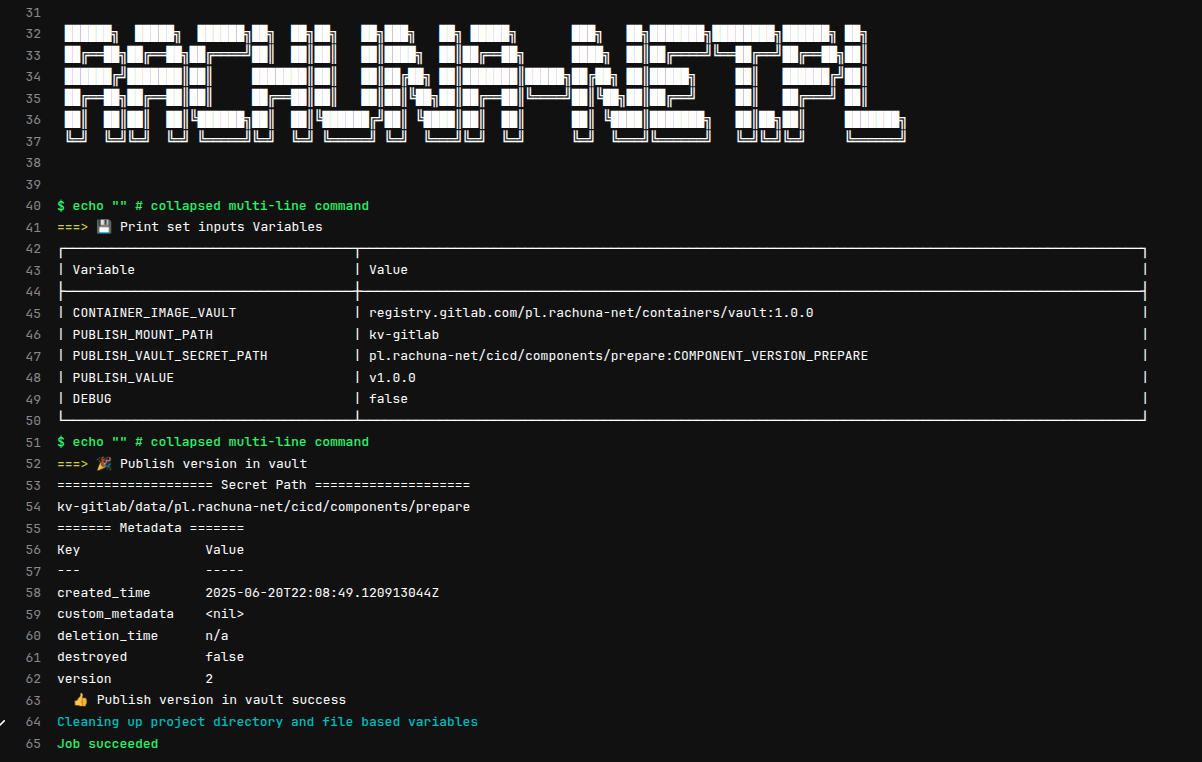 31
32
33
34 RACHUNA-NET.PL
35
36
37
38
39
40 $ echo "" # collapsed multi-line command
41 ===> 💾 Print set inputs Variables
42
43 | Variable | Value |
44
45 | CONTAINER_IMAGE_VAULT | registry.gitlab.com/pl.rachuna-net/containers/vault:1.0.0 |
46 | PUBLISH_MOUNT_PATH | kv-gitlab |
47 | PUBLISH_VAULT_SECRET_PATH | pl.rachuna-net/cicd/components/prepare:COMPONENT_VERSION_PREPARE |
48 | PUBLISH_VALUE | v1.0.0 |
49 | DEBUG | false |
50
51 $ echo "" # collapsed multi-line command
52 ===> 🎉 Publish version in vault
53 ==================== Secret Path ====================
54 kv-gitlab/data/pl.rachuna-net/cicd/components/prepare
55 ======= Metadata =======
56 Key Value
57 --- -----
58 created_time 2025-06-20T22:08:49.120913044Z
59 custom_metadata <nil>
60 deletion_time n/a
61 destroyed false
62 version 2
63 👍 Publish version in vault success
64 Cleaning up project directory and file based variables
65 Job succeeded